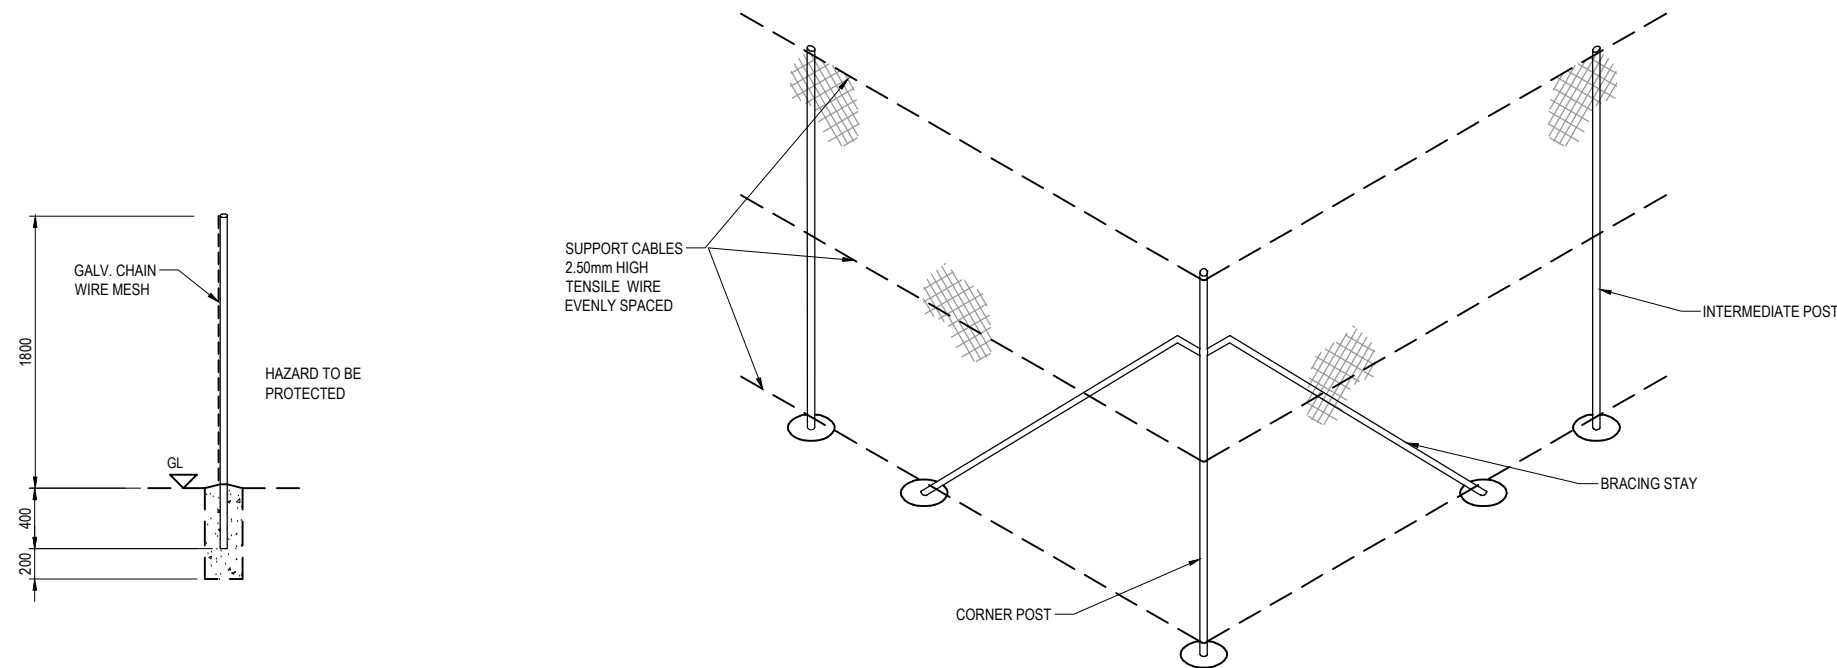 1800
GALV. CHAIN
WIRE MESH
HAZARD TO BE
PROTECTED
GL
400
200
SUPPORT CABLES
2.50mm HIGH
TENSILE WIRE
EVENLY SPACED
INTERMEDIATE POST
BRACING STAY
CORNER POST